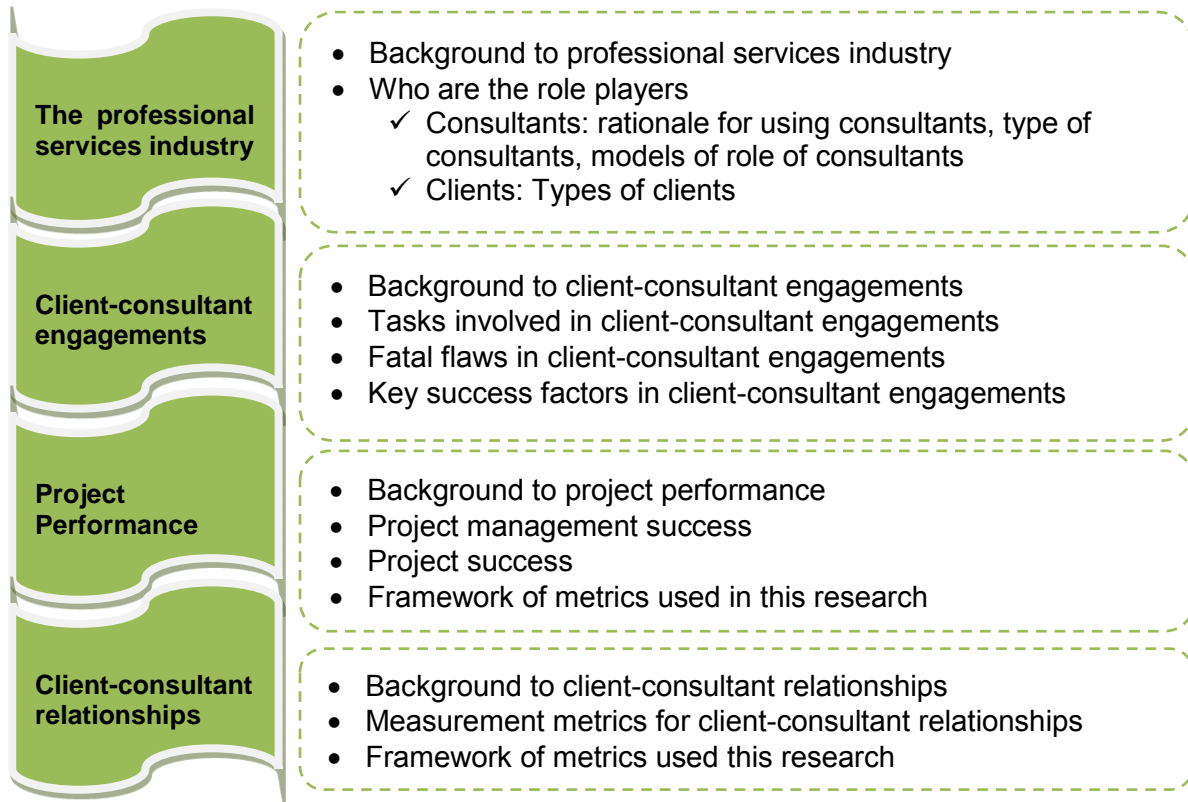 The professional
services industry
• Background to professional services industry
• Who are the role players
✓ Consultants: rationale for using consultants, type of
consultants, models of role of consultants
✓ Clients: Types of clients
Client-consultant
engagements
• Background to client-consultant engagements
• Tasks involved in client-consultant engagements
• Fatal flaws in client-consultant engagements
• Key success factors in client-consultant engagements
Project
Performance
• Background to project performance
• Project management success
• Project success
• Framework of metrics used in this research
Client-consultant
relationships
• Background to client-consultant relationships
• Measurement metrics for client-consultant relationships
• Framework of metrics used this research